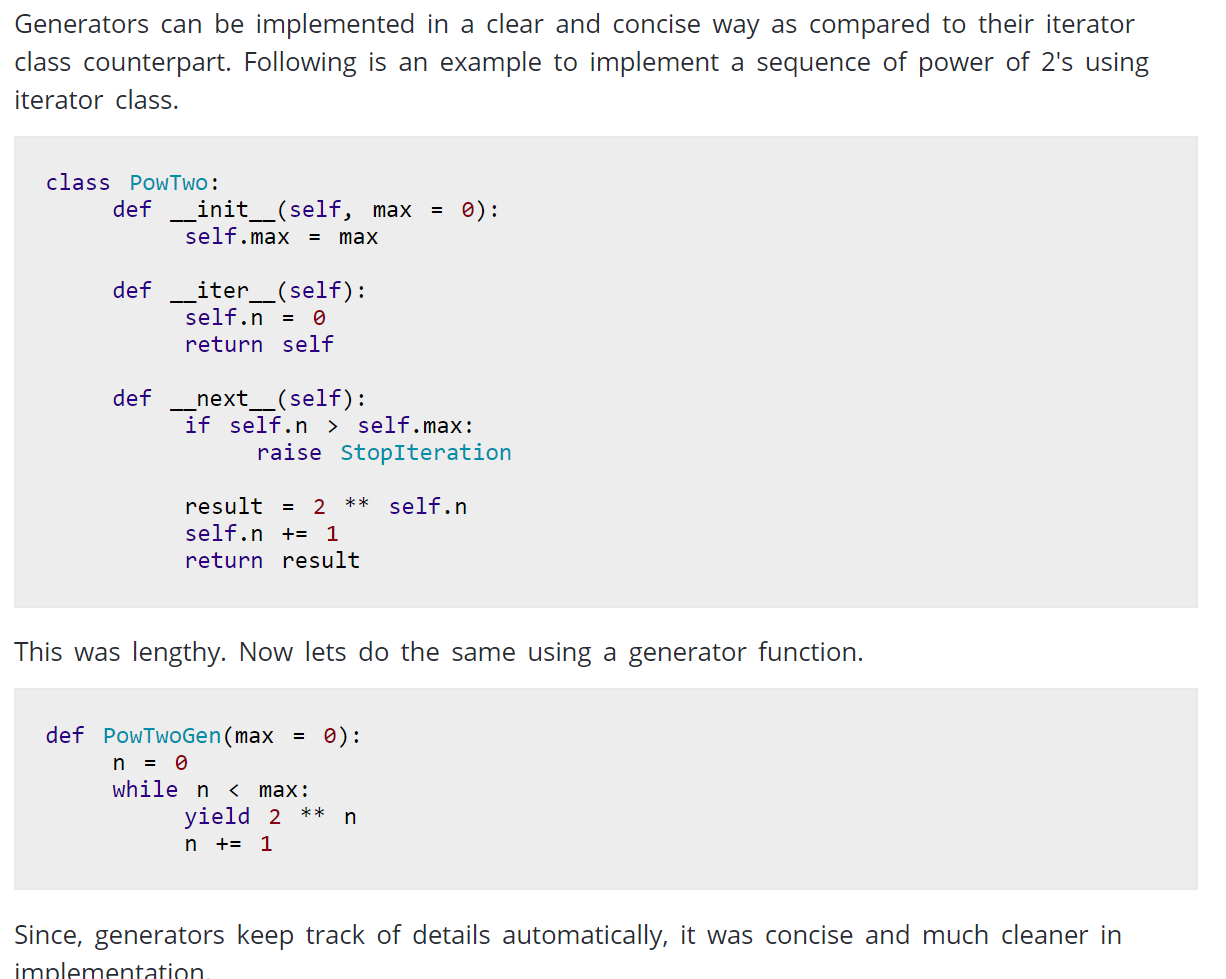 Generators can be implemented in a clear and concise way as compared to their iterator
class counterpart. Following is an example to implement a sequence of power of 2's using
iterator class.
class PowTwo:
    def __init__(self, max = 0):
        self.max = max
    def __iter__(self):
        self.n = 0
        return self
    def __next__(self):
        if self.n > self.max:
            raise StopIteration
        result = 2 ** self.n
        self.n += 1
        return result
This was lengthy. Now lets do the same using a generator function.
def PowTwoGen(max = 0):
    n = 0
    while n < max:
        yield 2 ** n
        n += 1
Since, generators keep track of details automatically, it was concise and much cleaner in
implementation.